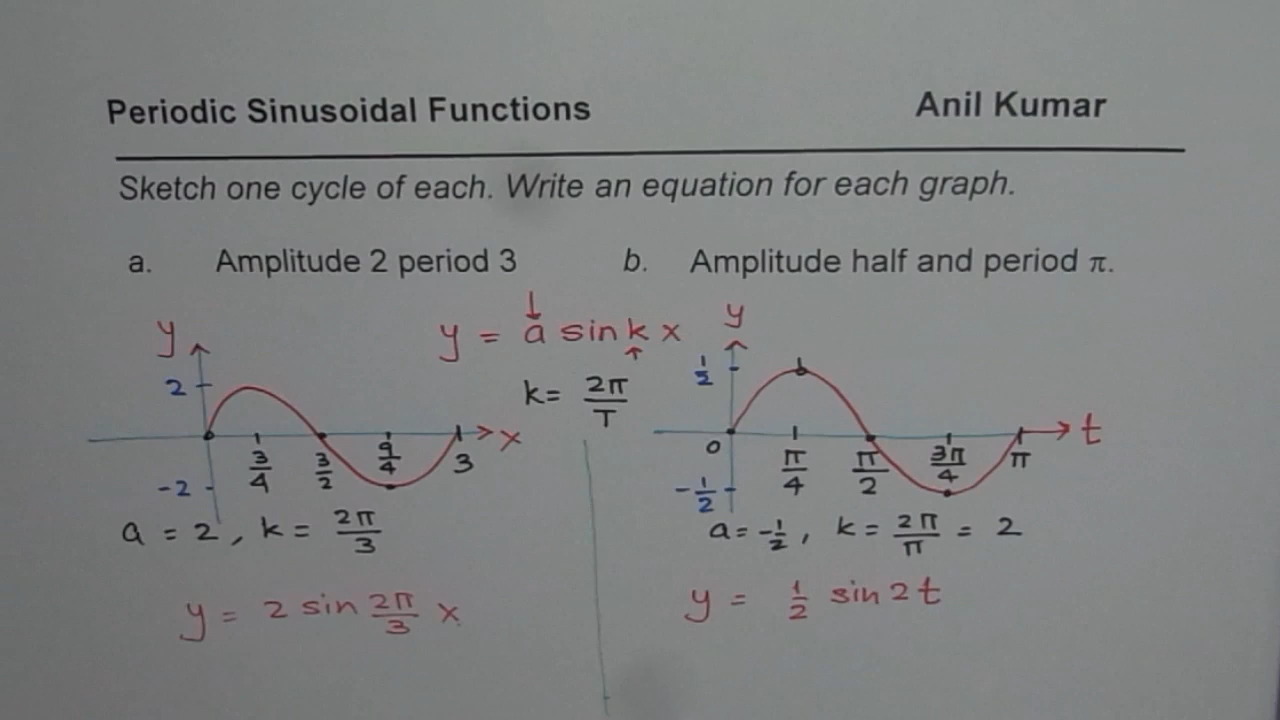 Periodic Sinusoidal Functions Anil Kumar
Sketch one cycle of each. Write an equation for each graph.
a. Amplitude 2 period 3
b. Amplitude half and period π.
y = a sin k x
k = 2π/T
y
2
-2
3/4
3/2
9/4
3
x
a = 2, k = 2π/3
y = 2 sin 2π/3 x
y
1/2
-1/2
0
π/4
π/2
3π/4
π
t
a = -1/2, k = 2π/π = 2
y = 1/2 sin 2t